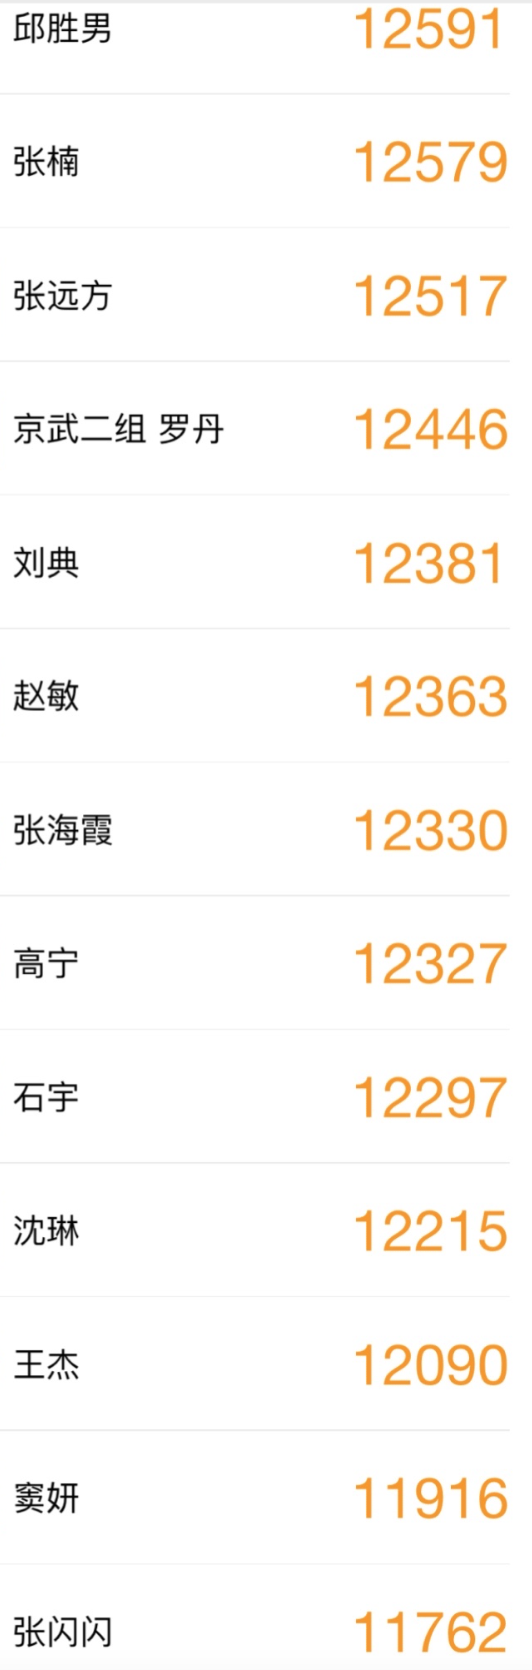 邱胜男 12591
张楠 12579
张远方 12517
京武二组 罗丹 12446
刘典 12381
赵敏 12363
张海霞 12330
高宁 12327
石宇 12297
沈琳 12215
王杰 12090
窦妍 11916
张闪闪 11762